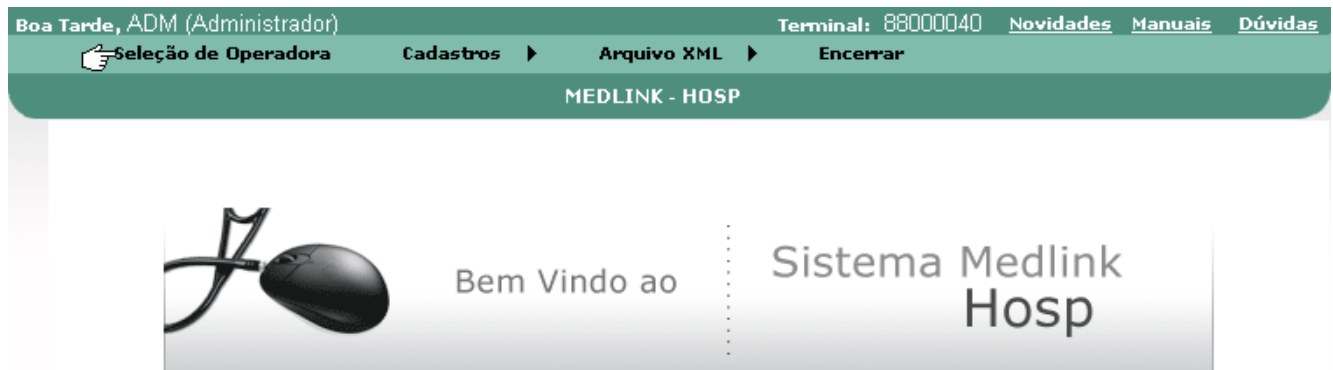 Boa Tarde, ADM (Administrador) Terminal: 88000040 Novidades Manuais Dúvidas
Seleção de Operadora Cadastros Arquivo XML Encerrar
MEDLINK - HOSP
Bem Vindo ao
Sistema Medlink
Hosp